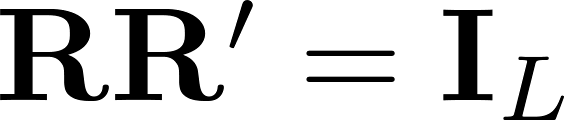 RR′ = I_L